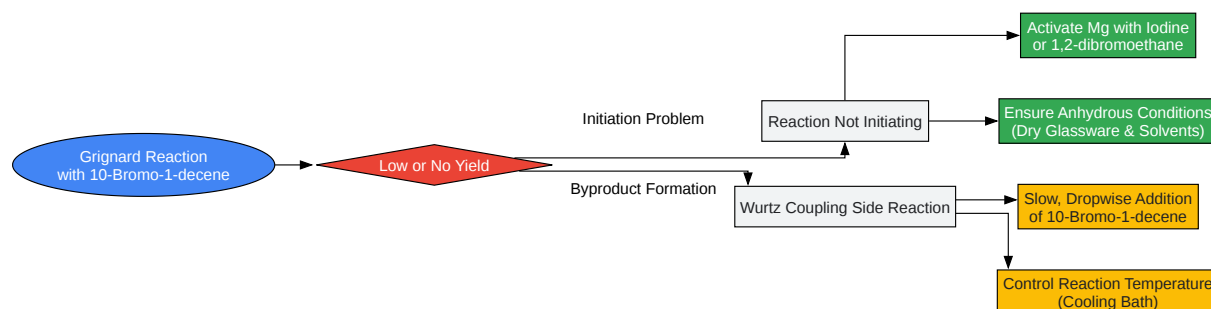 Grignard Reaction
with 10-Bromo-1-decene
Low or No Yield
Initiation Problem
Byproduct Formation
Reaction Not Initiating
Wurtz Coupling Side Reaction
Activate Mg with Iodine
or 1,2-dibromoethane
Ensure Anhydrous Conditions
(Dry Glassware & Solvents)
Slow, Dropwise Addition
of 10-Bromo-1-decene
Control Reaction Temperature
(Cooling Bath)